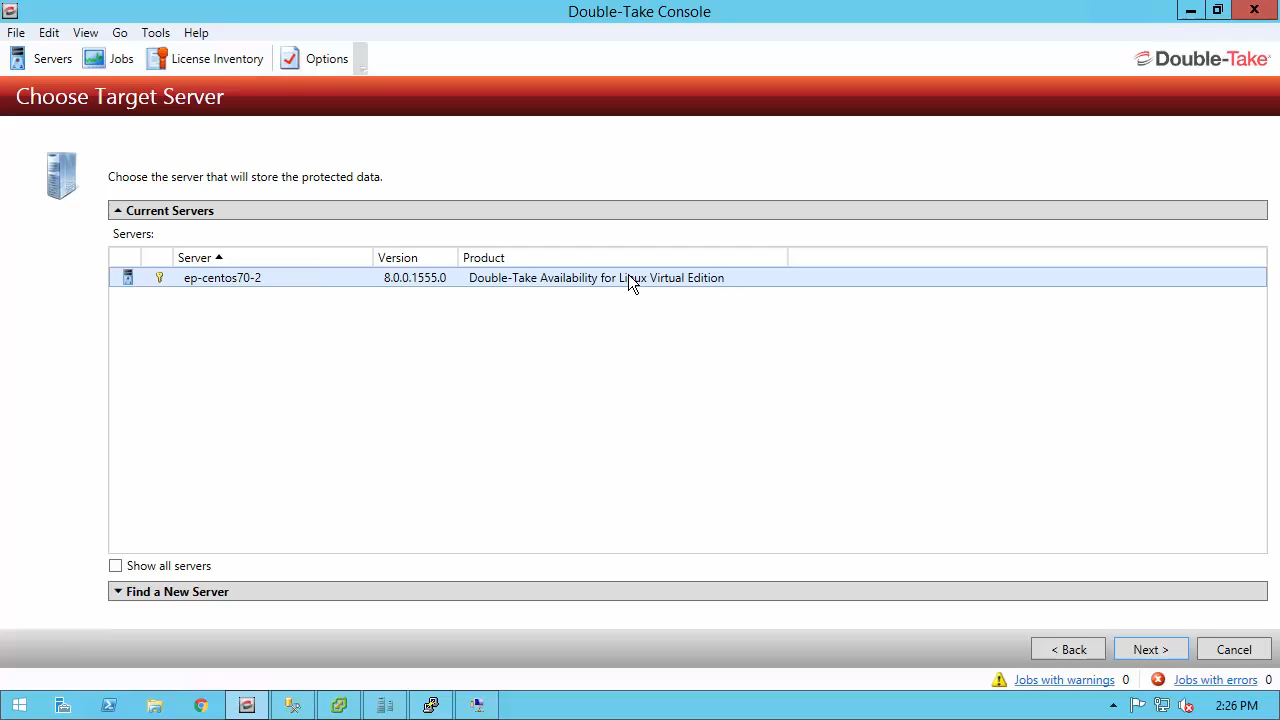 Double-Take Console
File Edit View Go Tools Help
Servers Jobs License Inventory Options Double-Take
Choose Target Server
Choose the server that will store the protected data.
Current Servers
Servers:
Server Version Product
ep-centos70-2 8.0.0.1555.0 Double-Take Availability for Linux Virtual Edition
Show all servers
Find a New Server
< Back Next > Cancel
Jobs with warnings 0 Jobs with errors 0
2:26 PM